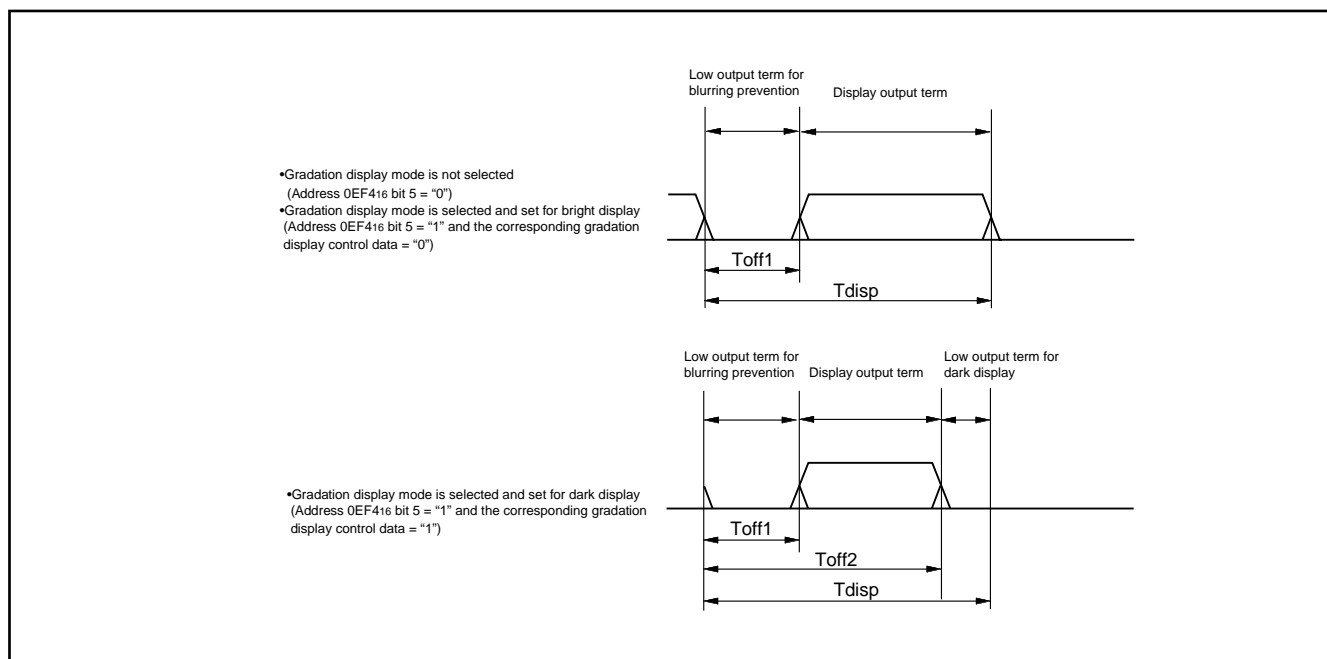 Low output term for
blurring prevention
Display output term
•Gradation display mode is not selected
(Address 0EF416 bit 5 = “0”)
•Gradation display mode is selected and set for bright display
(Address 0EF416 bit 5 = “1” and the corresponding gradation
display control data = “0”)
Toff1
Tdisp
Low output term for
blurring prevention
Display output term
Low output term for
dark display
•Gradation display mode is selected and set for dark display
(Address 0EF416 bit 5 = “1” and the corresponding gradation
display control data = “1”)
Toff1
Toff2
Tdisp